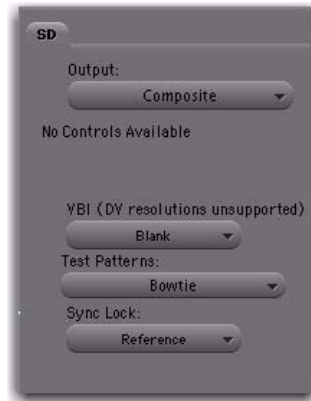 SD
Output:
Composite
No Controls Available
VBI (DV resolutions unsupported)
Blank
Test Patterns:
Bowtie
Sync Lock:
Reference